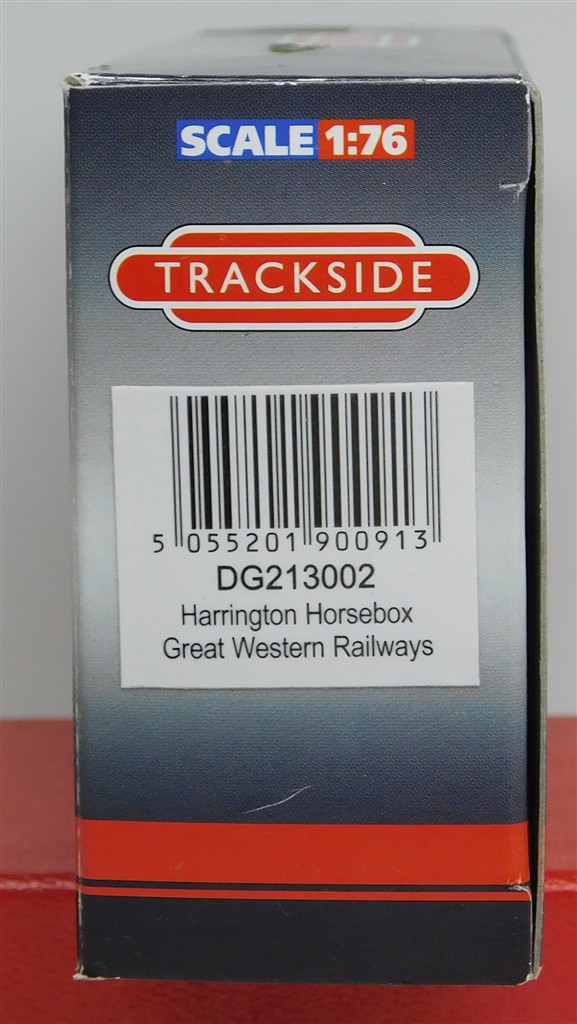 SCALE 1:76
TRACKSIDE
5 055201 900913
DG213002
Harrington Horsebox
Great Western Railways